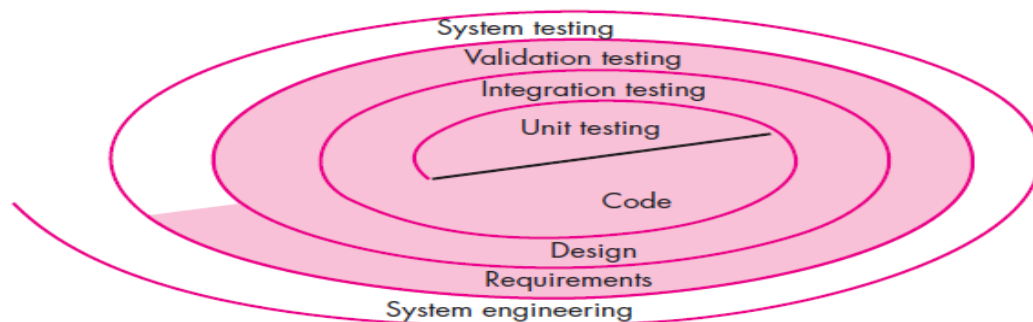 System testing
Validation testing
Integration testing
Unit testing
Code
Design
Requirements
System engineering